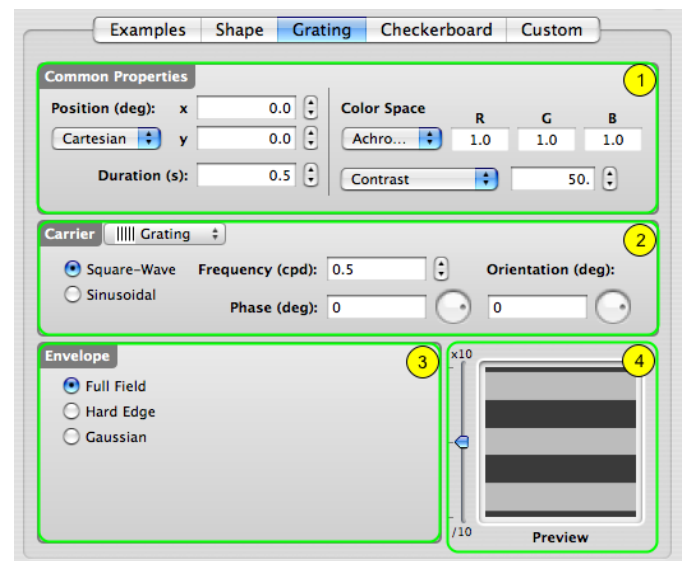 Examples Shape Grating Checkerboard Custom
Common Properties 1
Position (deg): x 0.0 Color Space R G B
Cartesian y 0.0 Achro... 1.0 1.0 1.0
Duration (s): 0.5 Contrast 50.
Carrier Grating 2
Square-Wave Frequency (cpd): 0.5 Orientation (deg):
Sinusoidal Phase (deg): 0 0
Envelope 3
Full Field
Hard Edge
Gaussian
x10 4
/10 Preview